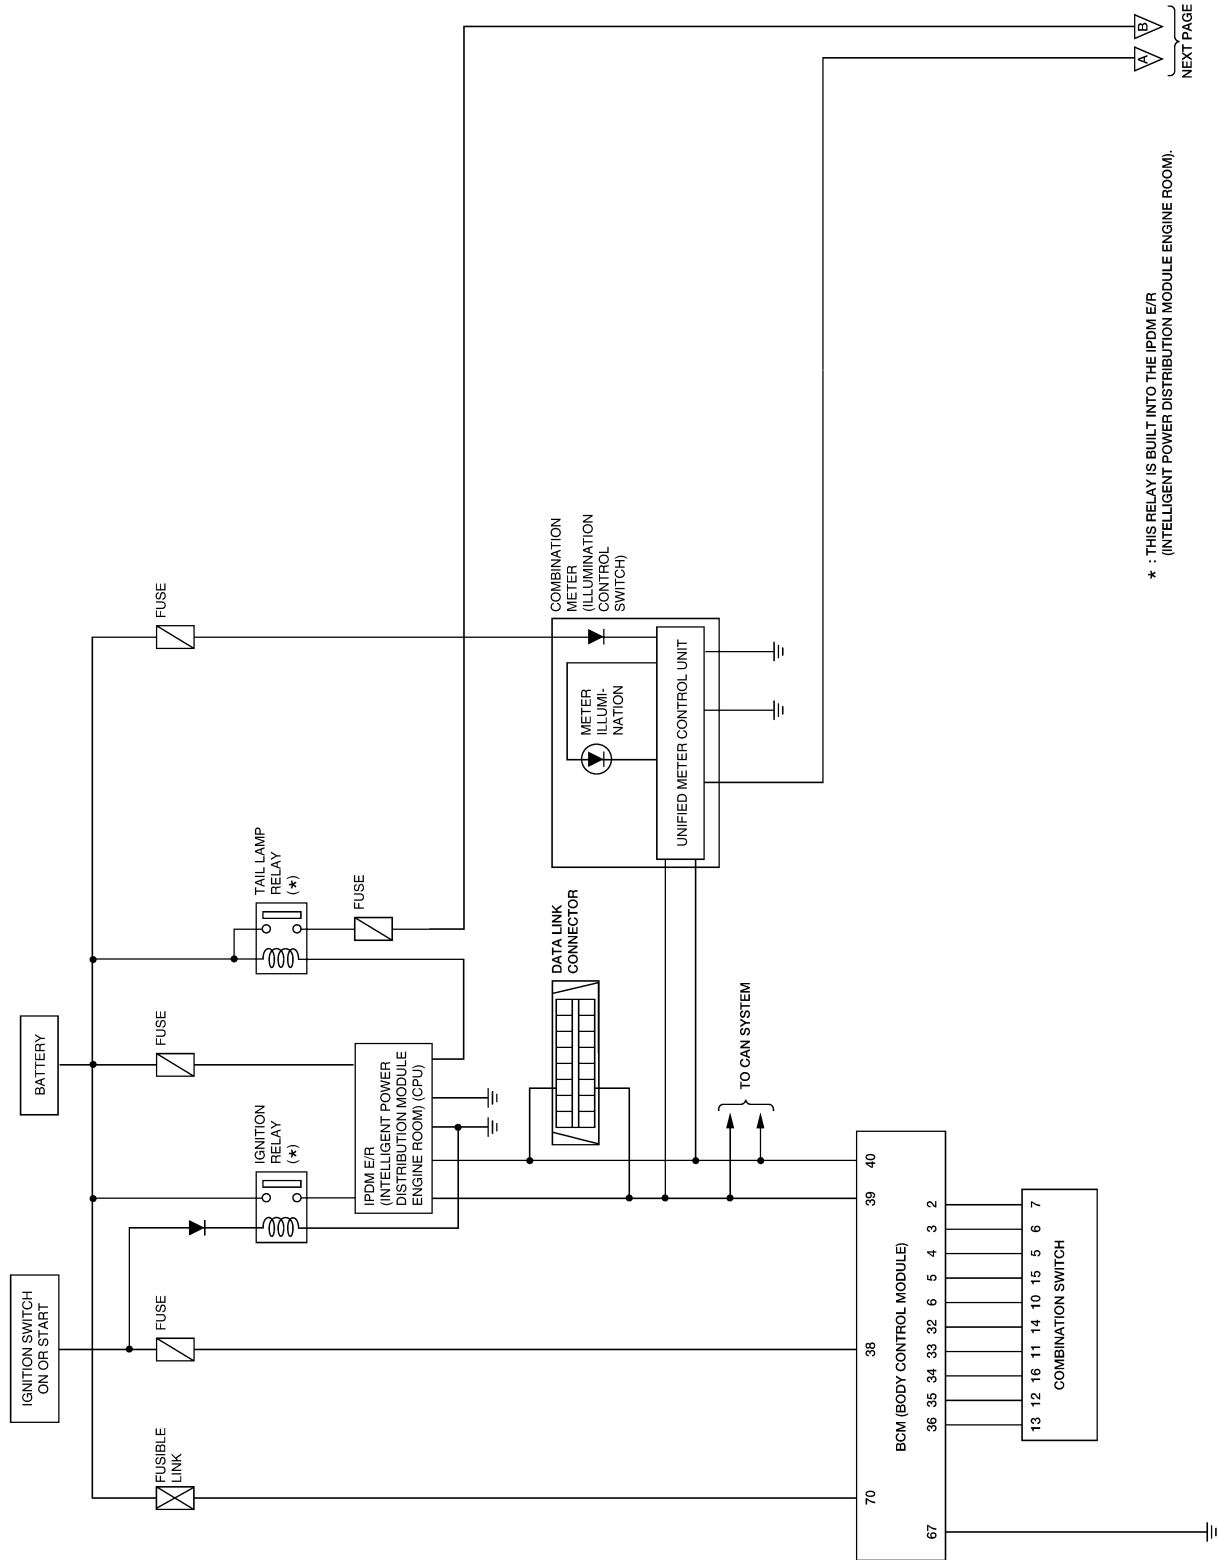 IGNITION SWITCH
ON OR START
BATTERY
FUSIBLE
LINK
FUSE
IGNITION
RELAY
(*)
FUSE
TAIL LAMP
RELAY
(*)
FUSE
FUSE
IPDM E/R
(INTELLIGENT POWER
DISTRIBUTION MODULE
ENGINE ROOM) (CPU)
DATA LINK
CONNECTOR
COMBINATION
METER
(ILLUMINATION
CONTROL
SWITCH)
METER
ILLUMI-
NATION
UNIFIED METER CONTROL UNIT
TO CAN SYSTEM
70 38 39 40
BCM (BODY CONTROL MODULE)
67 36 35 34 33 32 6 5 4 3 2
13 12 16 11 14 10 15 5 6 7
COMBINATION SWITCH
A B
NEXT PAGE
* : THIS RELAY IS BUILT INTO THE IPDM E/R
(INTELLIGENT POWER DISTRIBUTION MODULE ENGINE ROOM).